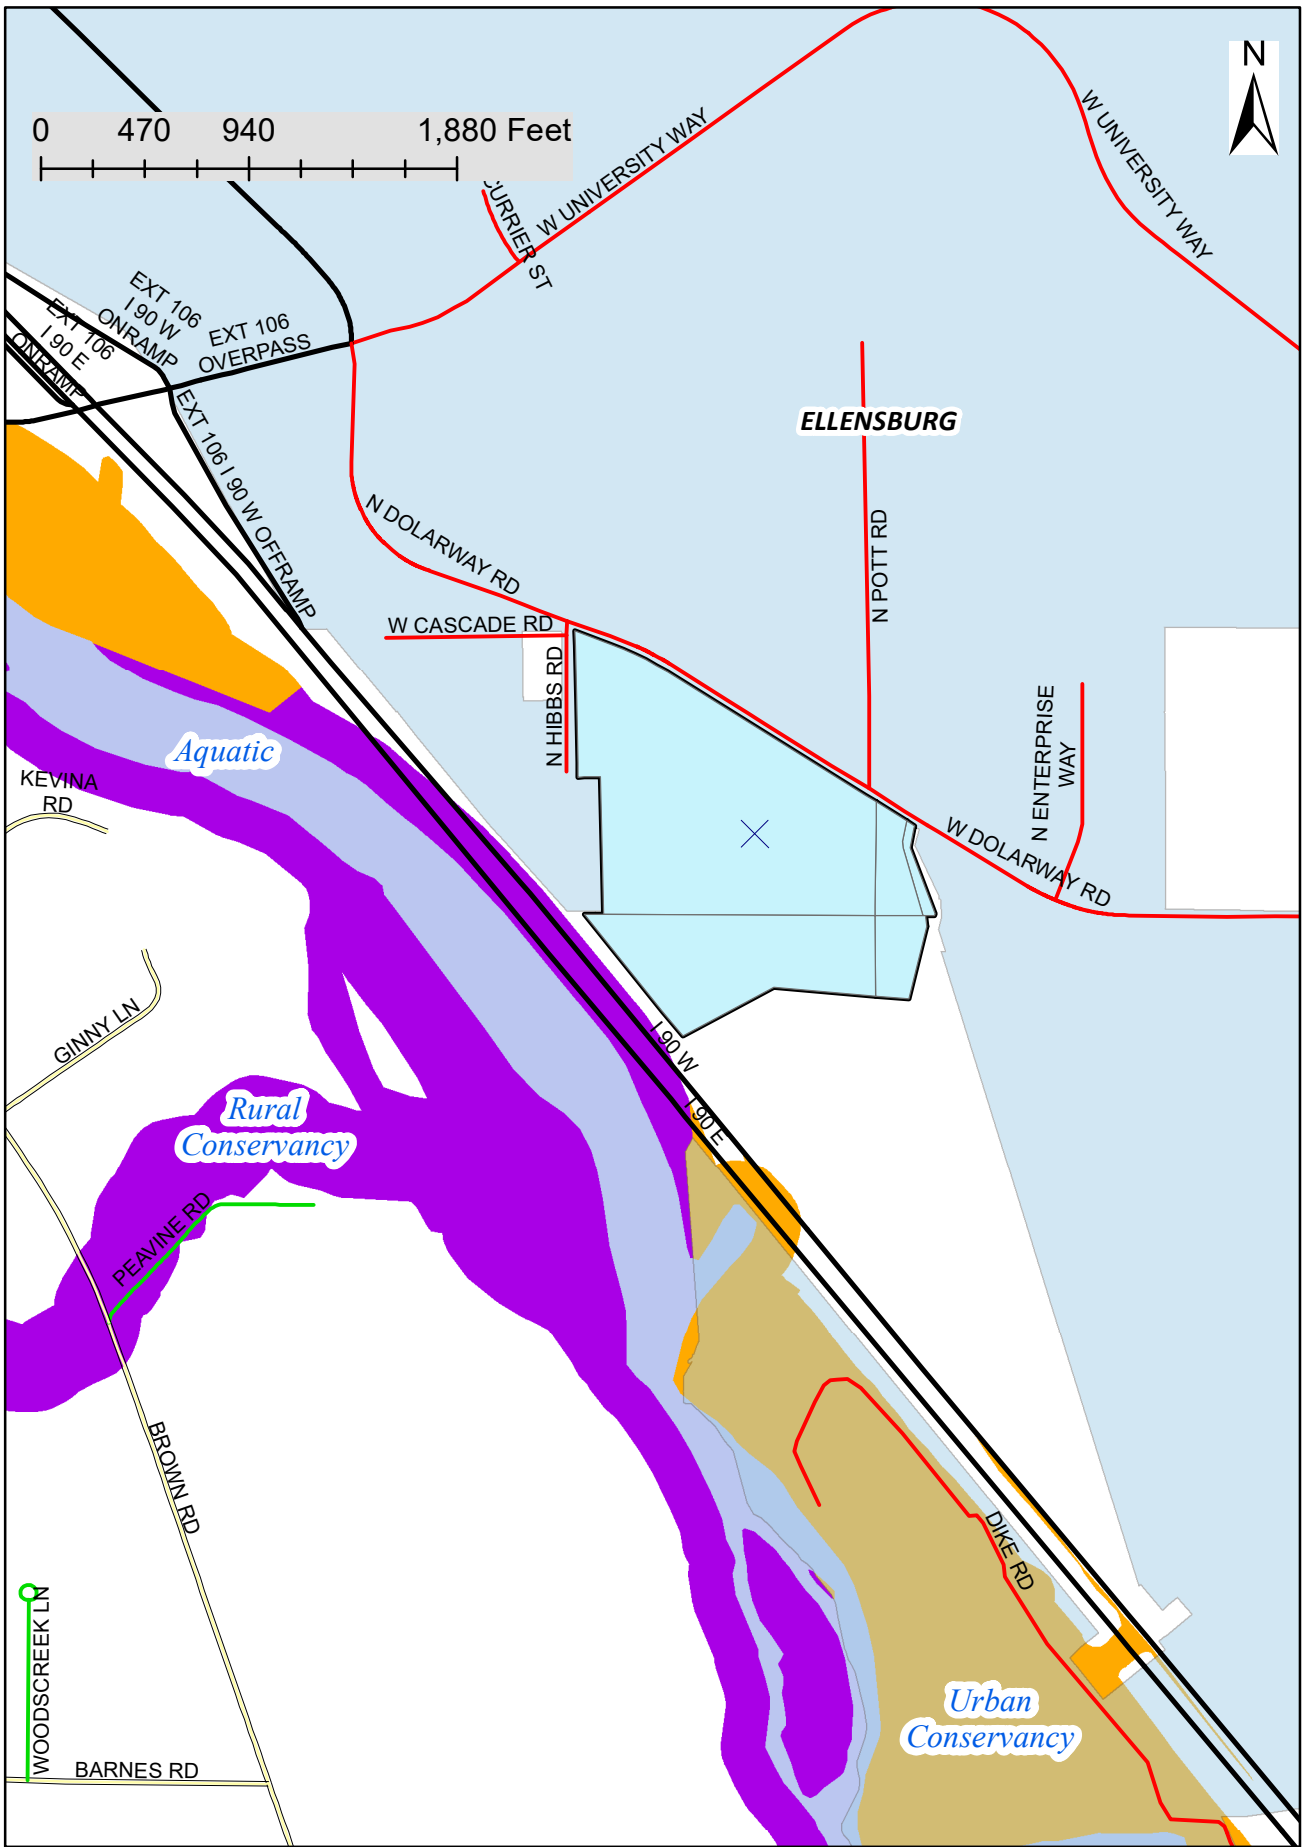 N
0 470 940 1,880 Feet
W UNIVERSITY WAY
W UNIVERSITY WAY
CURRIER ST
EXT 106
I 90 W
ONRAMP
EXT 106
I 90 E
ONRAMP
EXT 106
OVERPASS
EXT 106 I 90 W OFFRAMP
ELLENSBURG
N DOLARWAY RD
N POTT RD
W CASCADE RD
N HIBBS RD
N ENTERPRISE
WAY
W DOLARWAY RD
Aquatic
KEVINA
RD
GINNY LN
I 90 W
I 90 E
Rural
Conservancy
PEAVINE RD
BROWN RD
DIKE RD
WOODSCREEK LN
Urban
Conservancy
BARNES RD